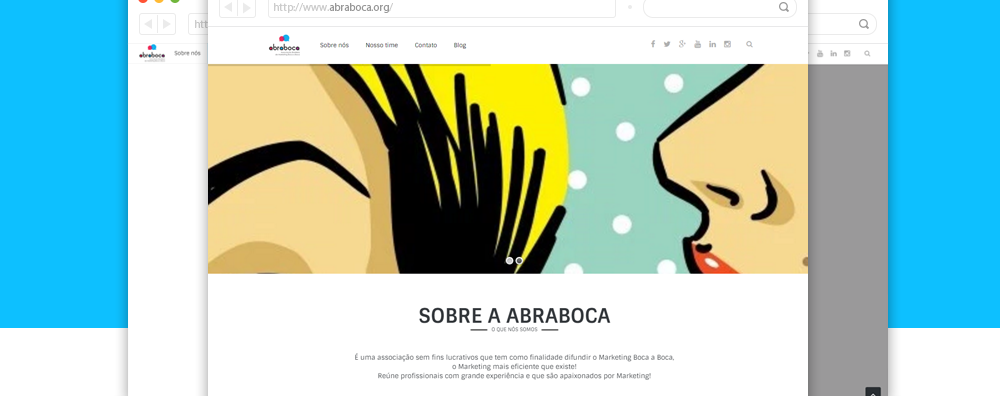 http://www.abraboca.org/
htt
abraboca
Sobre nós
Nosso time
Contato
Blog
abraboca
Sobre nós
SOBRE A ABRABOCA
O QUE NÓS SOMOS
É uma associação sem fins lucrativos que tem como finalidade difundir o Marketing Boca a Boca,
o Marketing mais eficiente que existe!
Reúne profissionais com grande experiência e que são apaixonados por Marketing!